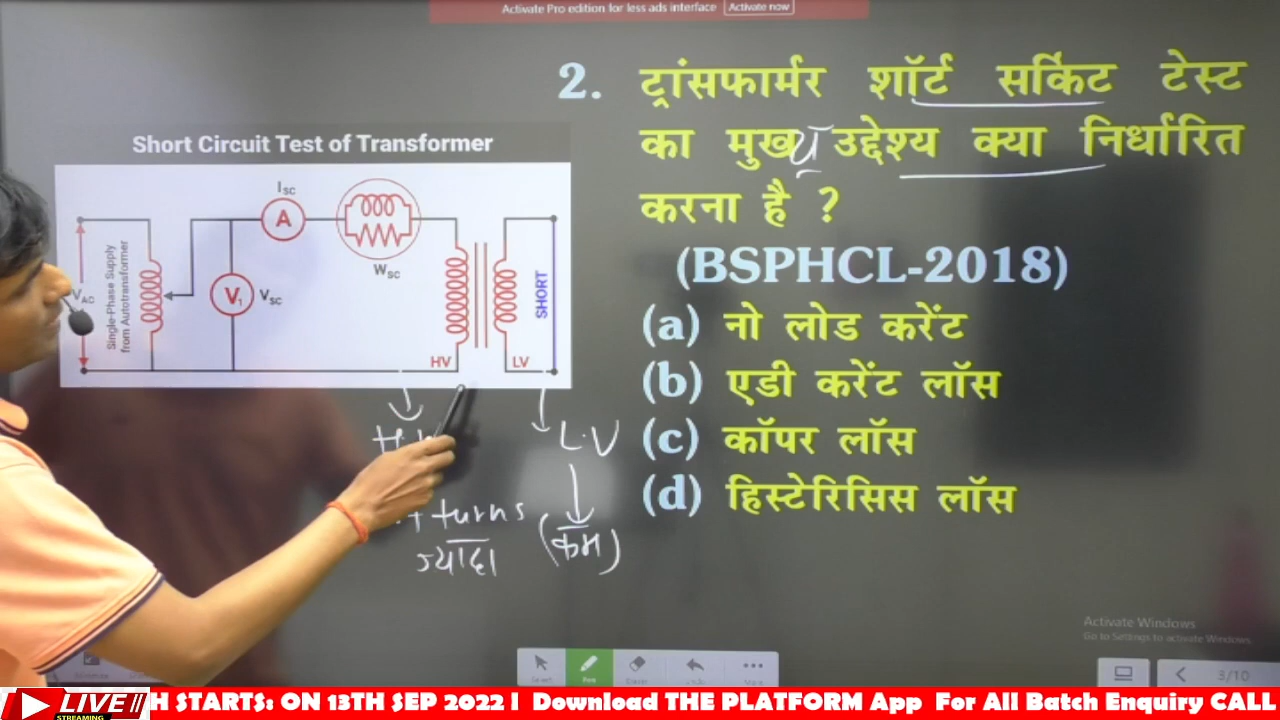 Activate Pro edition for less ads interface Activate now
2. ट्रांसफार्मर शॉर्ट सर्किट टेस्ट
का मुख्य उद्देश्य क्या निर्धारित
करना है ?
(BSPHCL-2018)
(a) नो लोड करेंट
(b) एडी करेंट लॉस
(c) कॉपर लॉस
(d) हिस्टेरिसिस लॉस
Short Circuit Test of Transformer
Isc
A
Wsc
VAC
Single-Phase Supply
from Autotransformer
V1 Vsc
HV
LV
SHORT
L.V
turns
ज्यादा
(कम)
Activate Windows
Go to Settings to activate Windows.
3/10
LIVE
STREAMING
H STARTS: ON 13TH SEP 2022 I Download THE PLATFORM App For All Batch Enquiry CALL